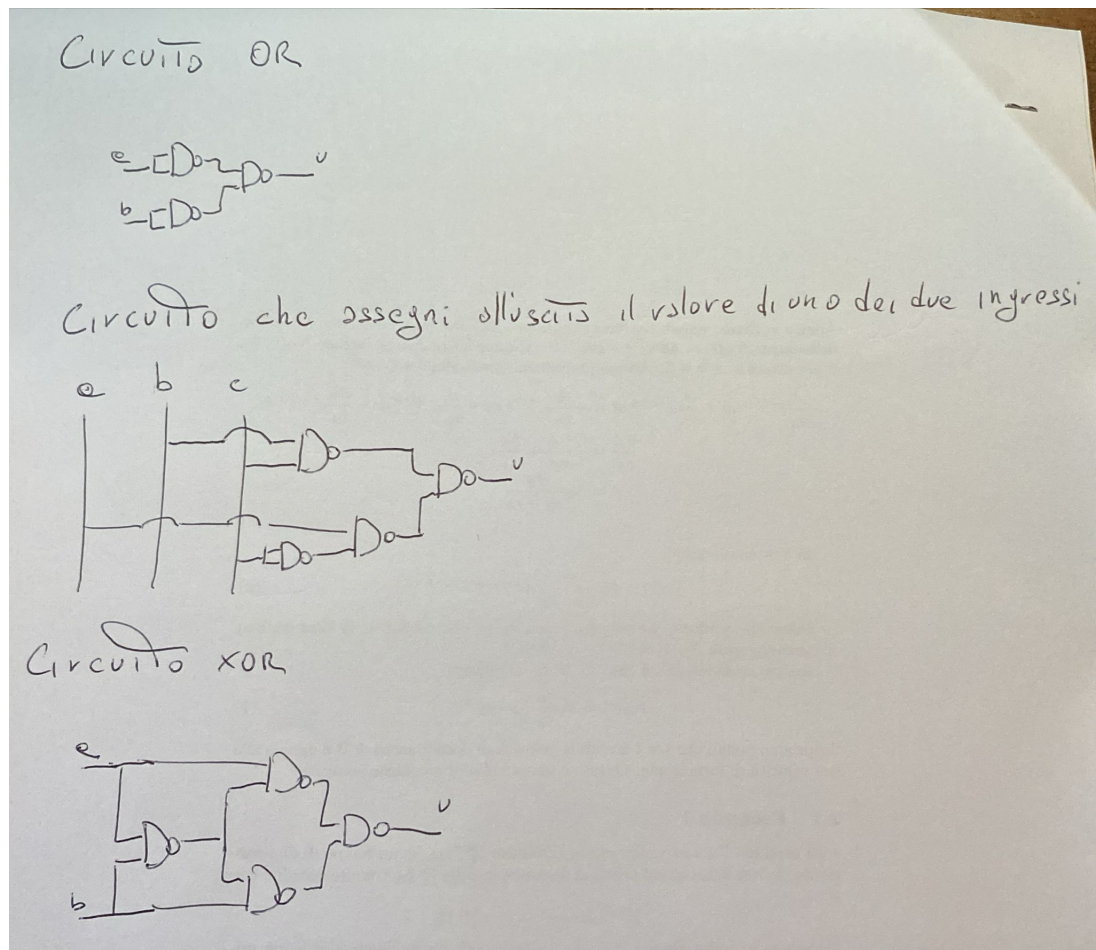 Circuito OR
a
u
b
Circuito che assegni all'uscita il valore di uno dei due ingressi
a b c
u
Circuito XOR
a
u
b